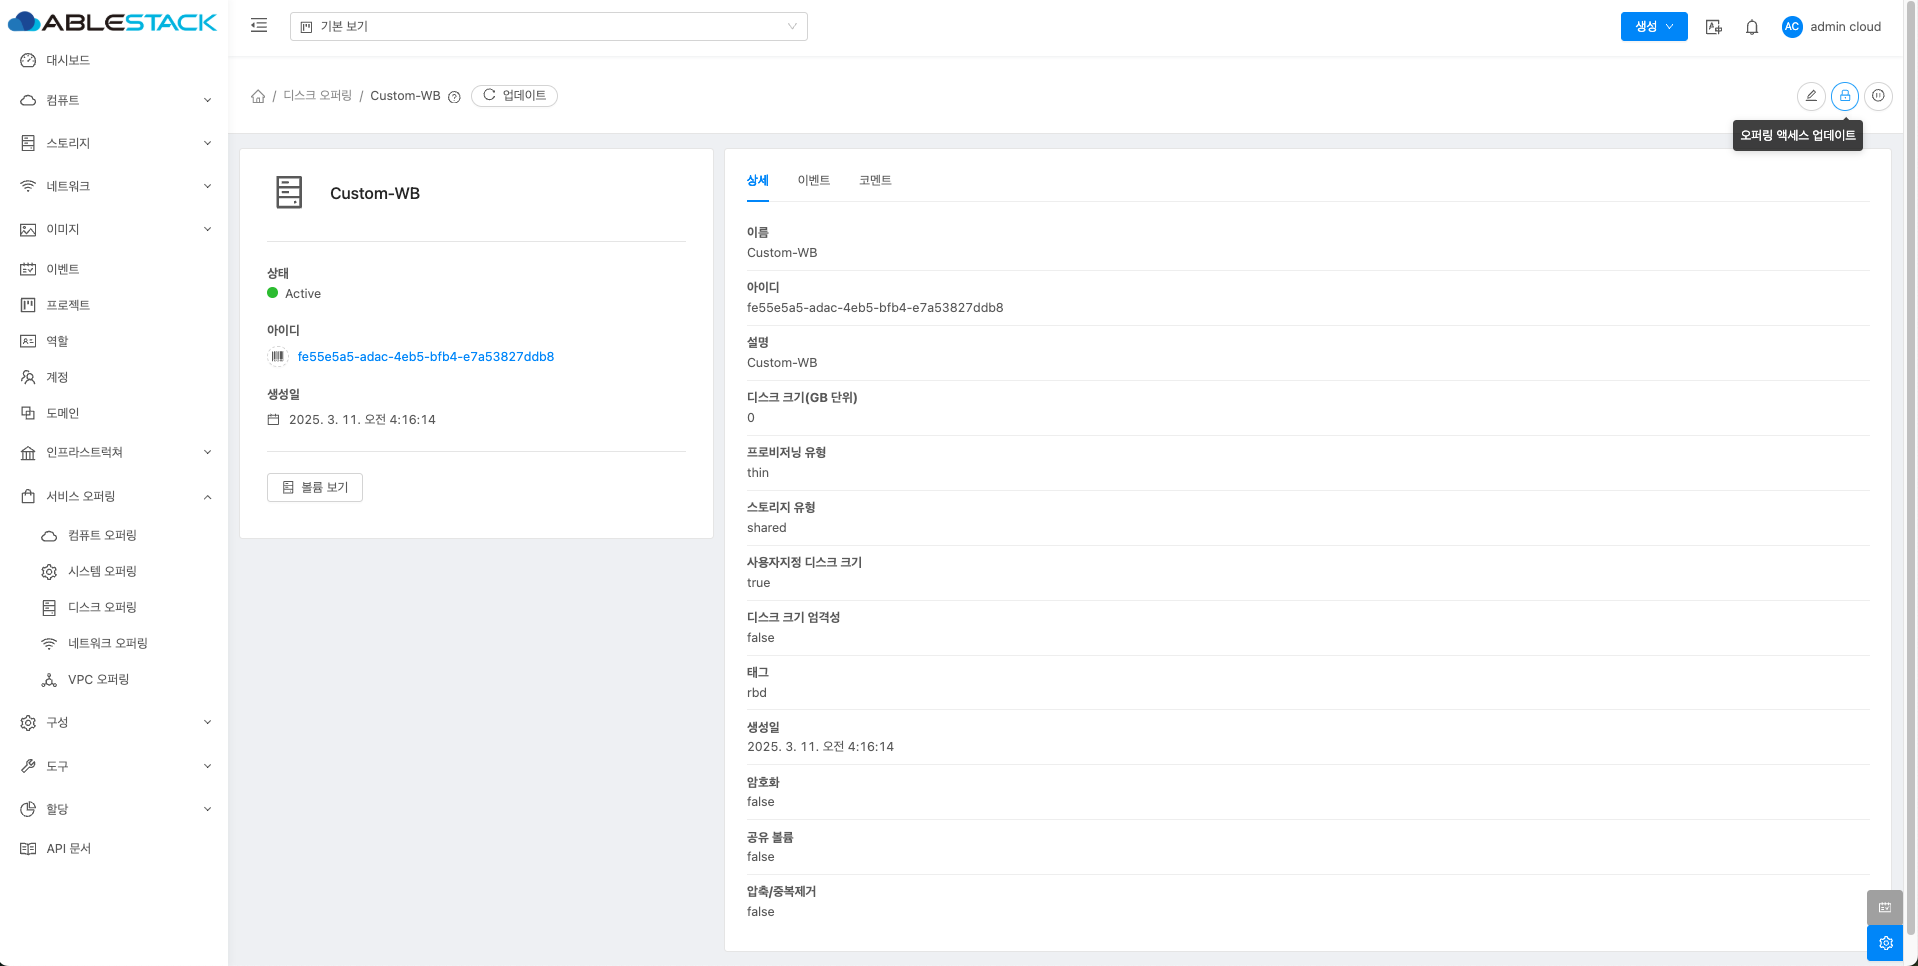 ABLESTACK
기본 보기
생성
AC
admin cloud
대시보드
컴퓨트
스토리지
네트워크
이미지
이벤트
프로젝트
역할
계정
도메인
인프라스트럭쳐
서비스 오퍼링
컴퓨트 오퍼링
시스템 오퍼링
디스크 오퍼링
네트워크 오퍼링
VPC 오퍼링
구성
도구
할당
API 문서
/ 디스크 오퍼링 / Custom-WB 업데이트
오퍼링 액세스 업데이트
Custom-WB
상태
Active
아이디
fe55e5a5-adac-4eb5-bfb4-e7a53827ddb8
생성일
2025. 3. 11. 오전 4:16:14
볼륨 보기
상세 이벤트 코멘트
이름
Custom-WB
아이디
fe55e5a5-adac-4eb5-bfb4-e7a53827ddb8
설명
Custom-WB
디스크 크기(GB 단위)
0
프로비저닝 유형
thin
스토리지 유형
shared
사용자지정 디스크 크기
true
디스크 크기 엄격성
false
태그
rbd
생성일
2025. 3. 11. 오전 4:16:14
암호화
false
공유 볼륨
false
압축/중복제거
false